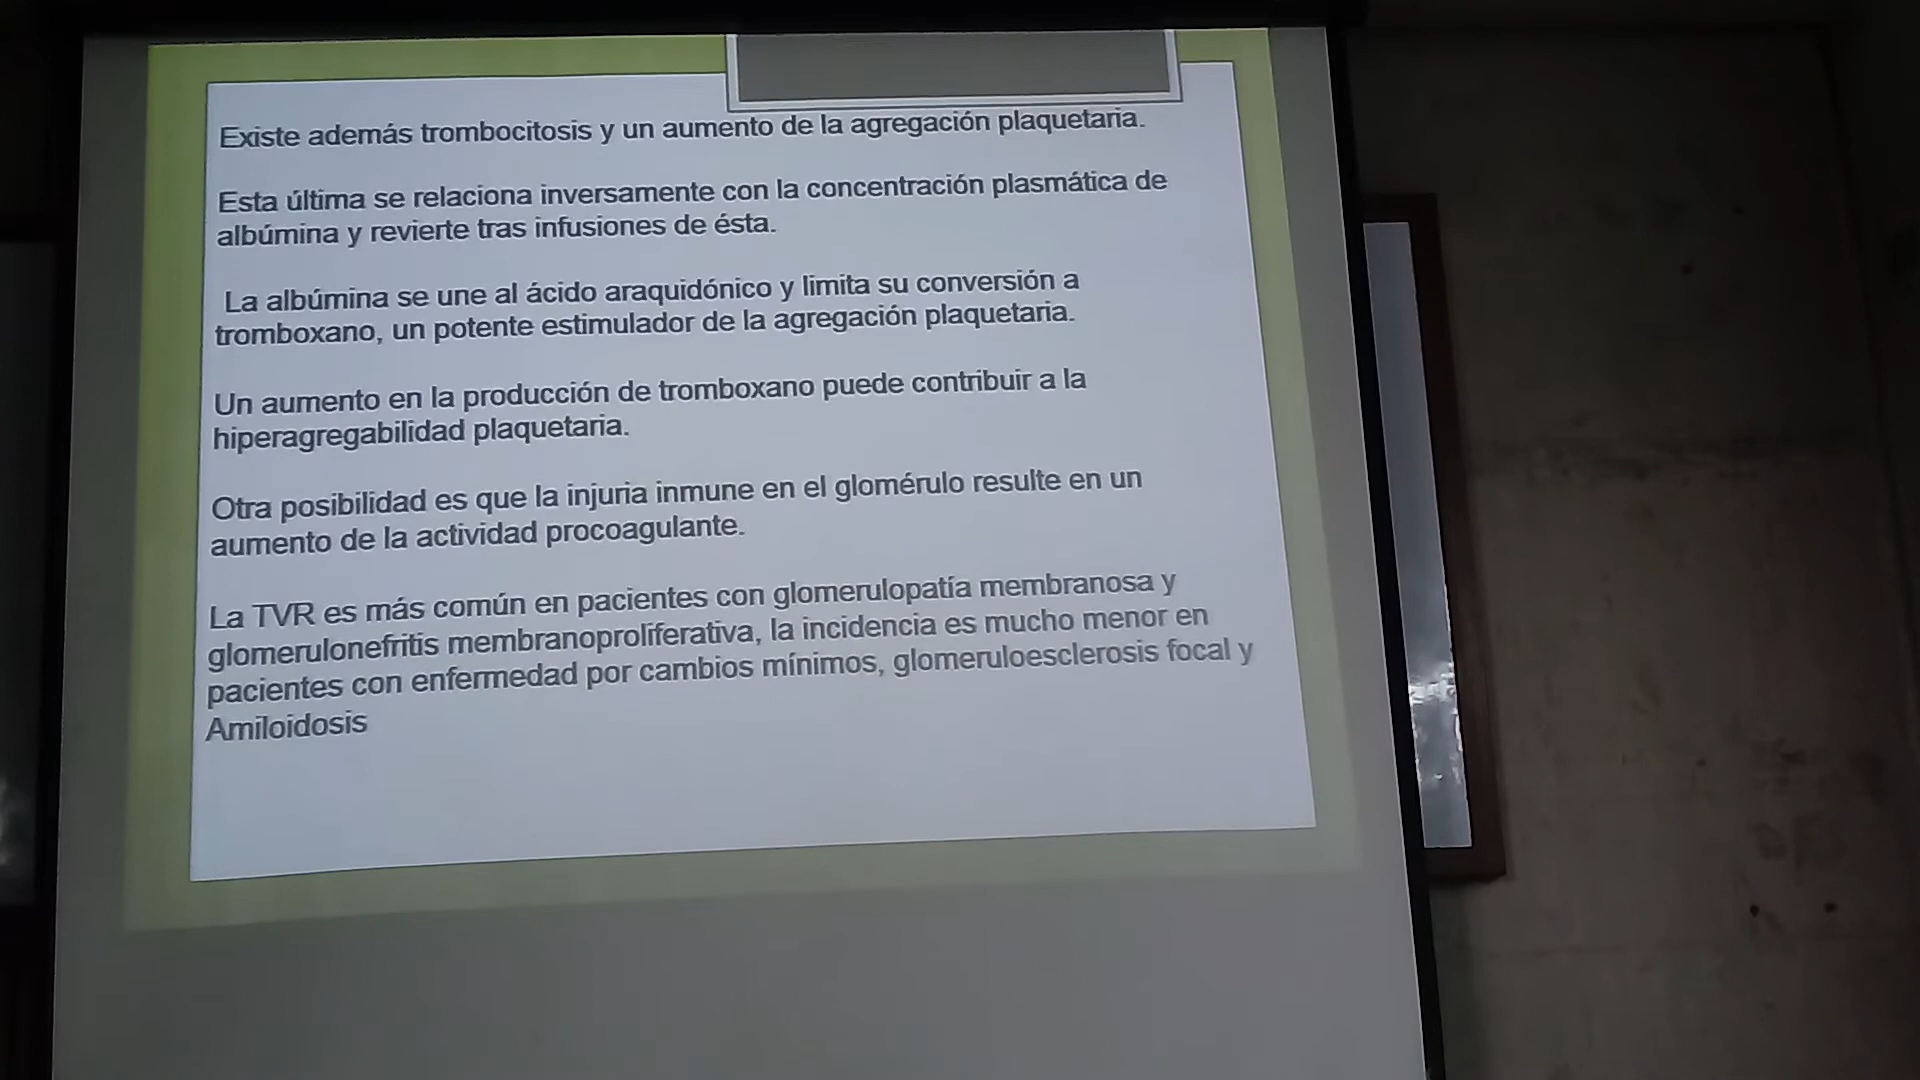 Existe además trombocitosis y un aumento de la agregación plaquetaria.
Esta última se relaciona inversamente con la concentración plasmática de
albúmina y revierte tras infusiones de ésta.
La albúmina se une al ácido araquidónico y limita su conversión a
tromboxano, un potente estimulador de la agregación plaquetaria.
Un aumento en la producción de tromboxano puede contribuir a la
hiperagregabilidad plaquetaria.
Otra posibilidad es que la injuria inmune en el glomérulo resulte en un
aumento de la actividad procoagulante.
La TVR es más común en pacientes con glomerulopatía membranosa y
glomerulonefritis membranoproliferativa, la incidencia es mucho menor en
pacientes con enfermedad por cambios mínimos, glomeruloesclerosis focal y
Amiloidosis